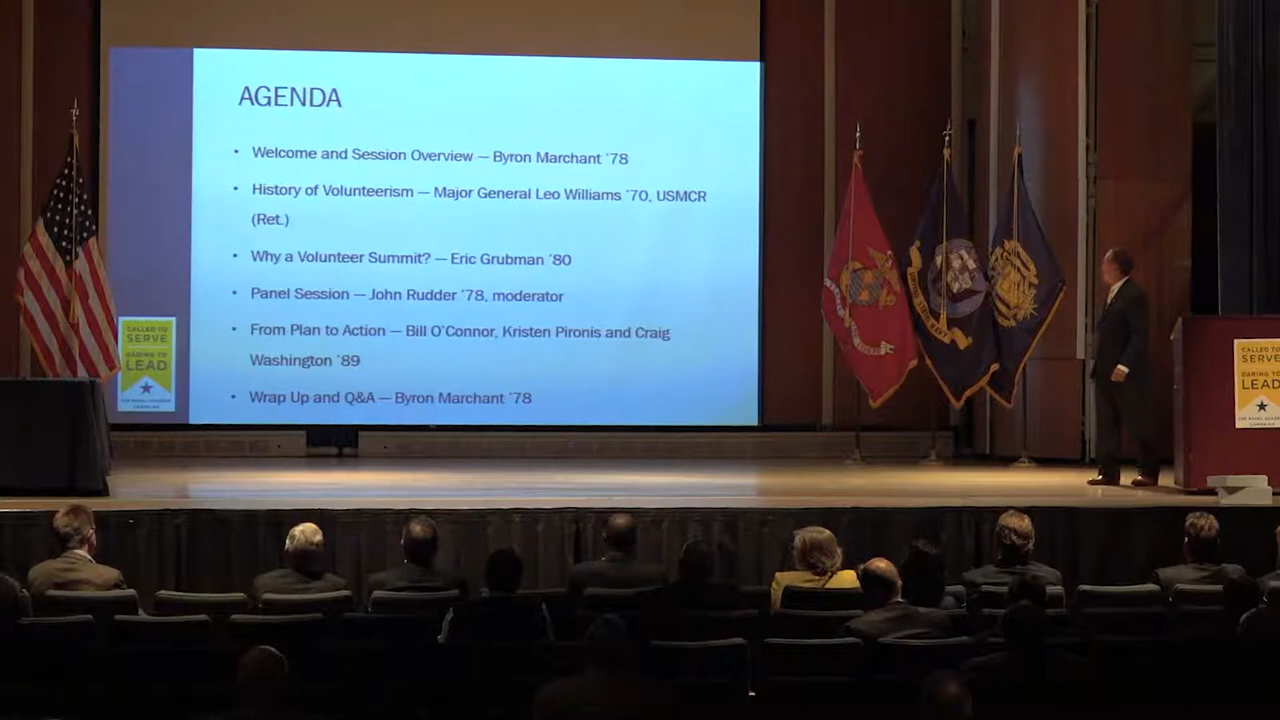 AGENDA
• Welcome and Session Overview – Byron Marchant '78
• History of Volunteerism – Major General Leo Williams '70, USMCR
(Ret.)
• Why a Volunteer Summit? – Eric Grubman '80
• Panel Session – John Rudder '78, moderator
• From Plan to Action – Bill O'Connor, Kristen Pironis and Craig
Washington '89
• Wrap Up and Q&A – Byron Marchant '78
CALLED TO
SERVE
DARING TO
LEAD
CALLED TO
SERVE
DARING TO
LEAD